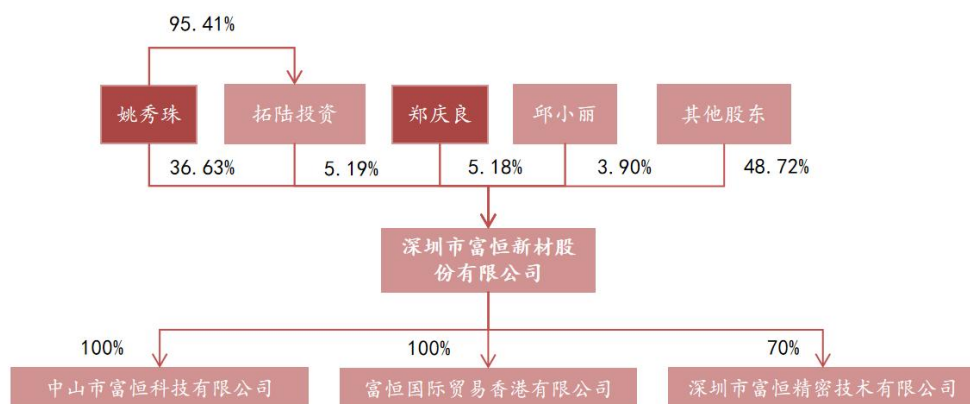 95.41%
姚秀珠
拓陆投资
郑庆良
邱小丽
其他股东
36.63%
5.19%
5.18%
3.90%
48.72%
深圳市富恒新材股
份有限公司
100%
100%
70%
中山市富恒科技有限公司
富恒国际贸易香港有限公司
深圳市富恒精密技术有限公司